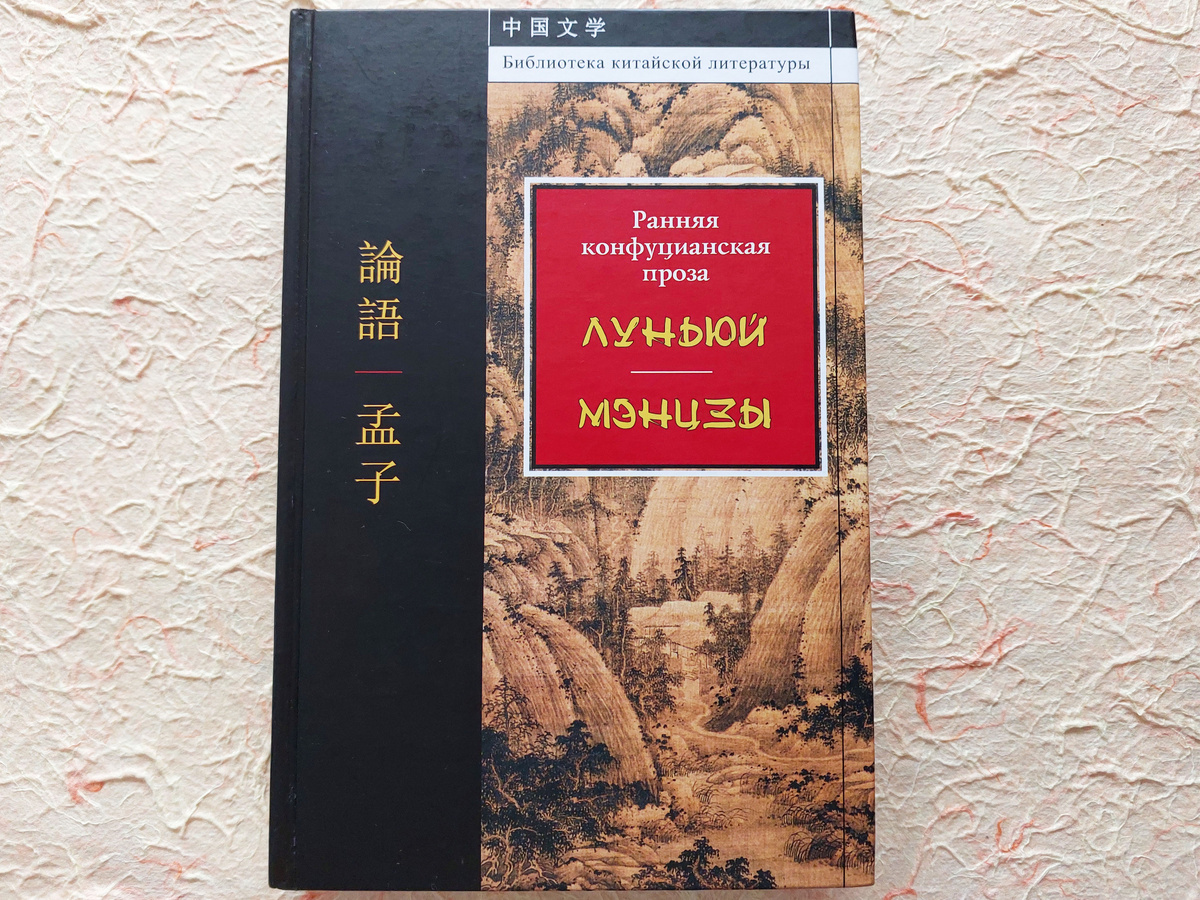 中国文学
Библиотека китайской литературы
論語
孟子
Ранняя
конфуцианская
проза
ЛУНЬЮЙ
МЭНЦЗЫ